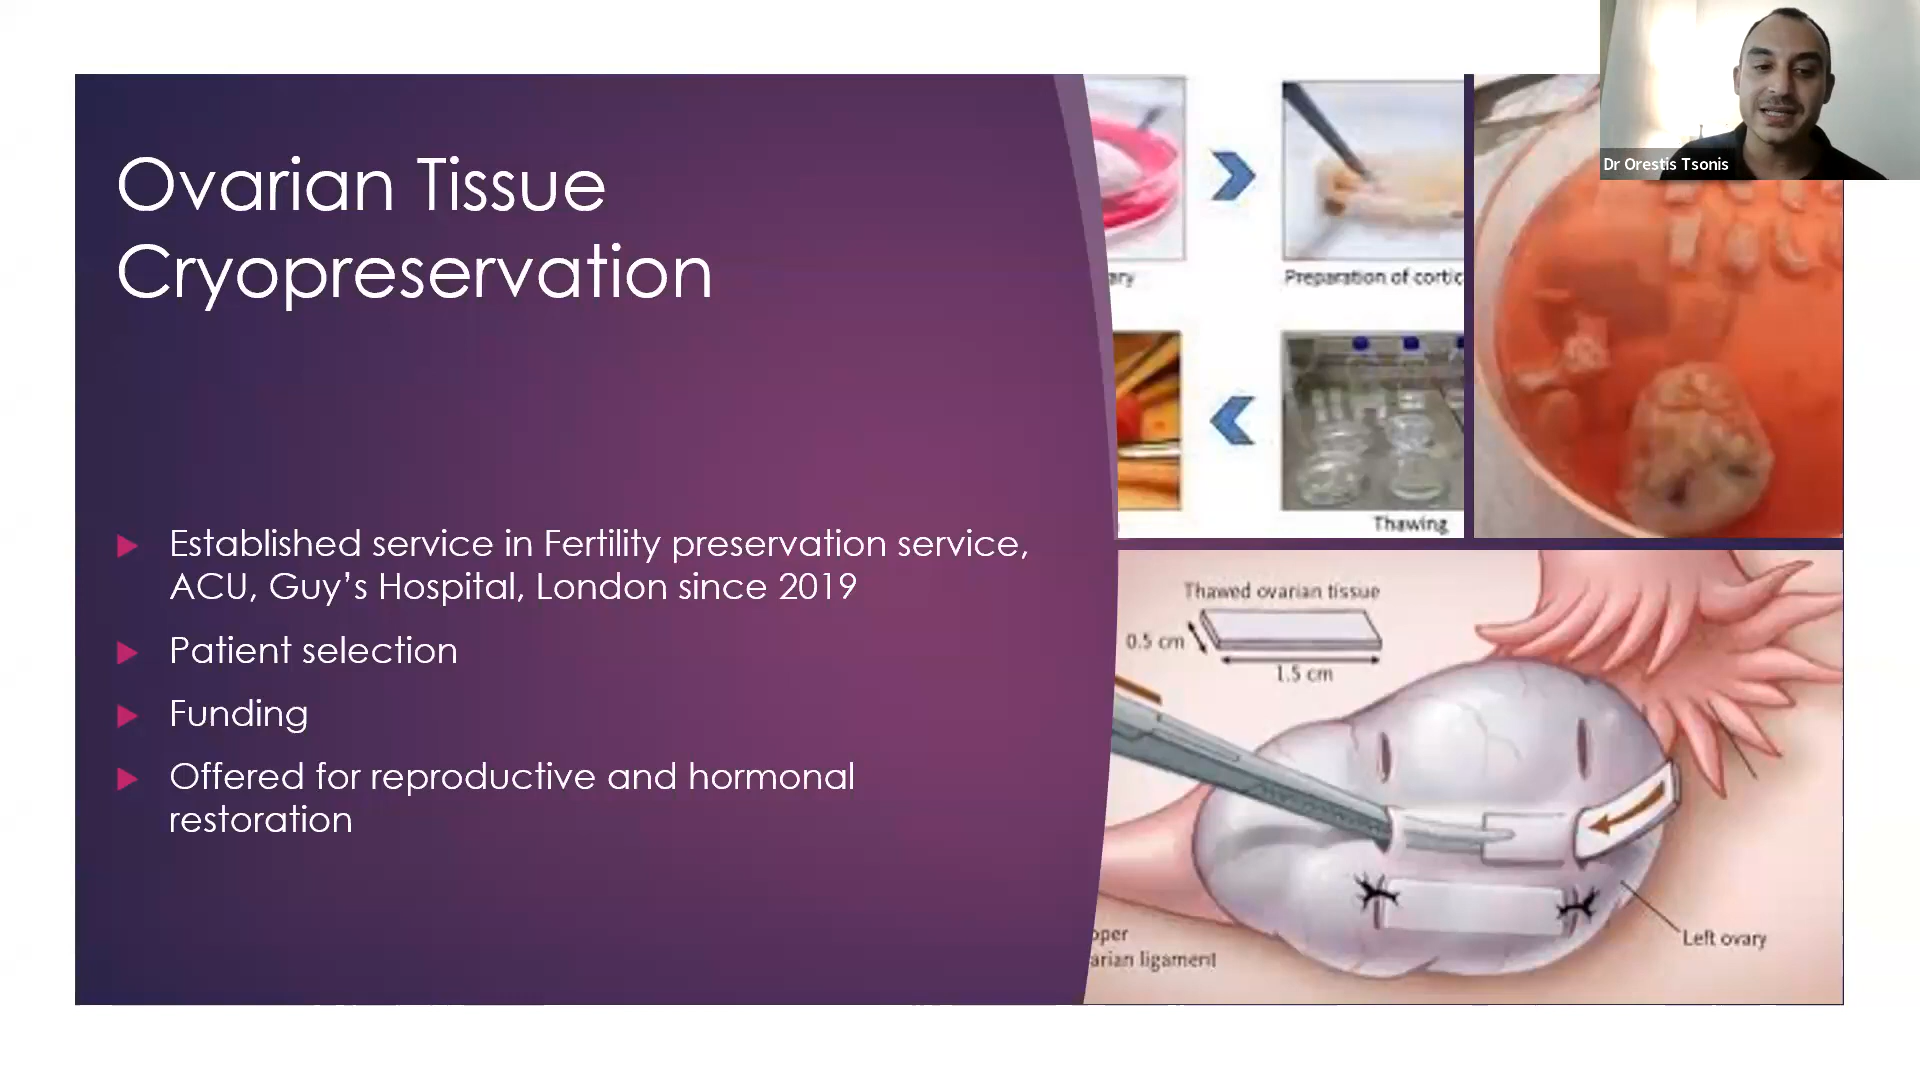 Ovarian Tissue
Cryopreservation
Established service in Fertility preservation service,
ACU, Guy's Hospital, London since 2019
Patient selection
Funding
Offered for reproductive and hormonal
restoration
ary
Preparation of cortic
Thawing
Thawed ovarian tissue
0.5 cm
1.5 cm
oper
arian ligament
Left ovary
Dr Orestis Tsonis